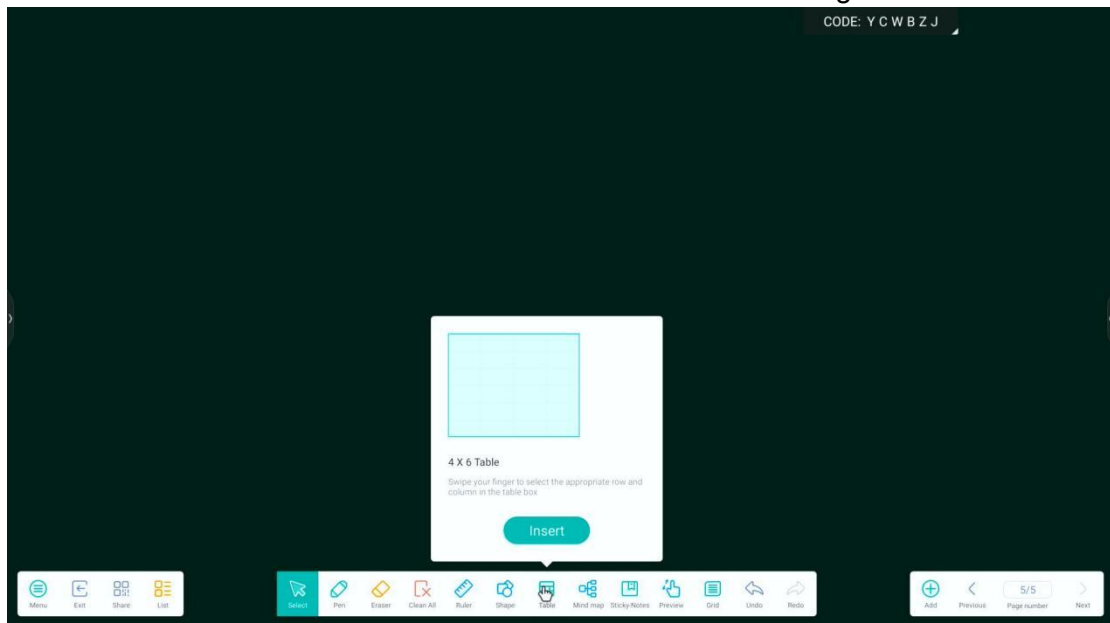 CODE: Y C W B Z J
4 X 6 Table
Swipe your finger to select the appropriate row and
column in the table box
Insert
Menu Exit Share List Select Pen Eraser Clean All Ruler Shape Table Mind map Sticky-Notes Preview Grid Undo Redo Add Previous 5/5 Page number Next